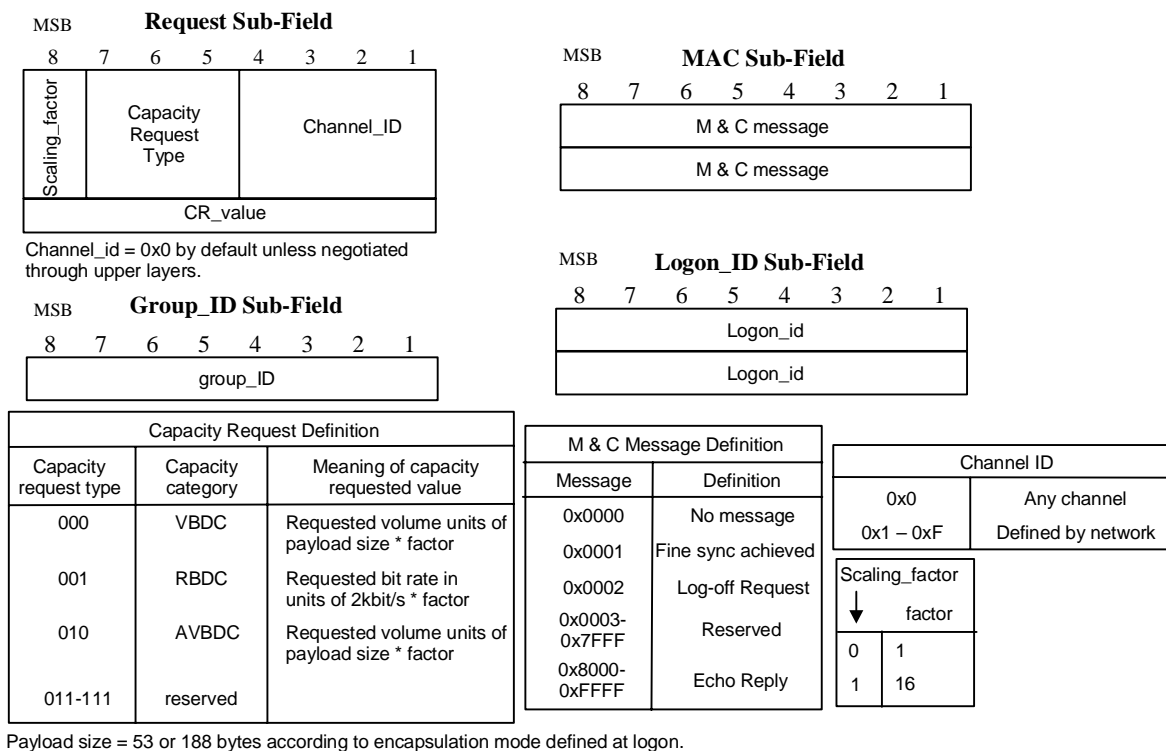 Request Sub-Field
MSB
8 7 6 5 4 3 2 1
Scaling_factor
Capacity
Request
Type
Channel_ID
CR_value
Channel_id = 0x0 by default unless negotiated
through upper layers.
MAC Sub-Field
MSB
8 7 6 5 4 3 2 1
M & C message
M & C message
Group_ID Sub-Field
MSB
8 7 6 5 4 3 2 1
group_ID
Logon_ID Sub-Field
MSB
8 7 6 5 4 3 2 1
Logon_id
Logon_id
Capacity Request Definition
Capacity
request type
Capacity
category
Meaning of capacity
requested value
000 VBDC Requested volume units of
payload size * factor
001 RBDC Requested bit rate in
units of 2kbit/s * factor
010 AVBDC Requested volume units of
payload size * factor
011-111 reserved
M & C Message Definition
Message Definition
0x0000 No message
0x0001 Fine sync achieved
0x0002 Log-off Request
0x0003-
0x7FFF
Reserved
0x8000-
0xFFFF
Echo Reply
Channel ID
0x0 Any channel
0x1 – 0xF Defined by network
Scaling_factor
factor
0 1
1 16
Payload size = 53 or 188 bytes according to encapsulation mode defined at logon.